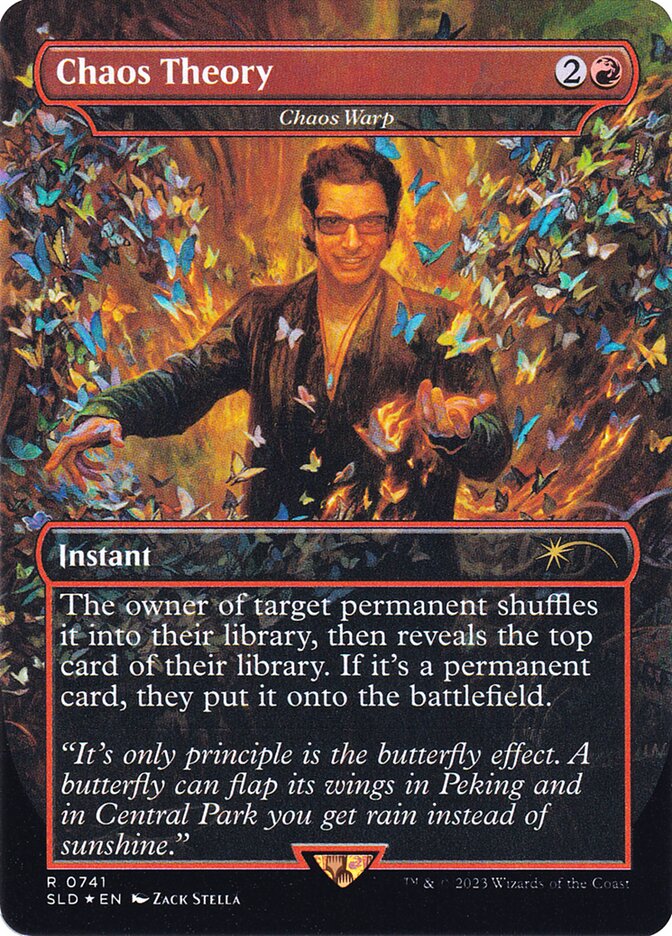 Chaos Theory 2
Chaos Warp
Instant
The owner of target permanent shuffles
it into their library, then reveals the top
card of their library. If it's a permanent
card, they put it onto the battlefield.
“It's only principle is the butterfly effect. A
butterfly can flap its wings in Peking and
in Central Park you get rain instead of
sunshine.”
R 0741
SLD ★ EN Zack Stella
™ & © 2023 Wizards of the Coast